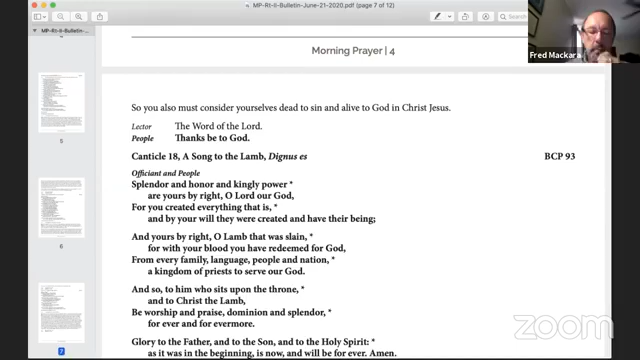 MP-Rt-II-Bulletin-June-21-2020.pdf (page 7 of 12)
Search
MP-Rt-II-Bulletin-June-21-20...
5
6
7
Morning Prayer | 4
So you also must consider yourselves dead to sin and alive to God in Christ Jesus.
Lector The Word of the Lord.
People Thanks be to God.
Canticle 18, A Song to the Lamb, Dignus es BCP 93
Officiant and People
Splendor and honor and kingly power *
are yours by right, O Lord our God,
For you created everything that is, *
and by your will they were created and have their being;
And yours by right, O Lamb that was slain, *
for with your blood you have redeemed for God,
From every family, language, people and nation, *
a kingdom of priests to serve our God.
And so, to him who sits upon the throne, *
and to Christ the Lamb,
Be worship and praise, dominion and splendor, *
for ever and for evermore.
Glory to the Father, and to the Son, and to the Holy Spirit: *
as it was in the beginning, is now, and will be for ever. Amen.
Fred Mackara
zoom